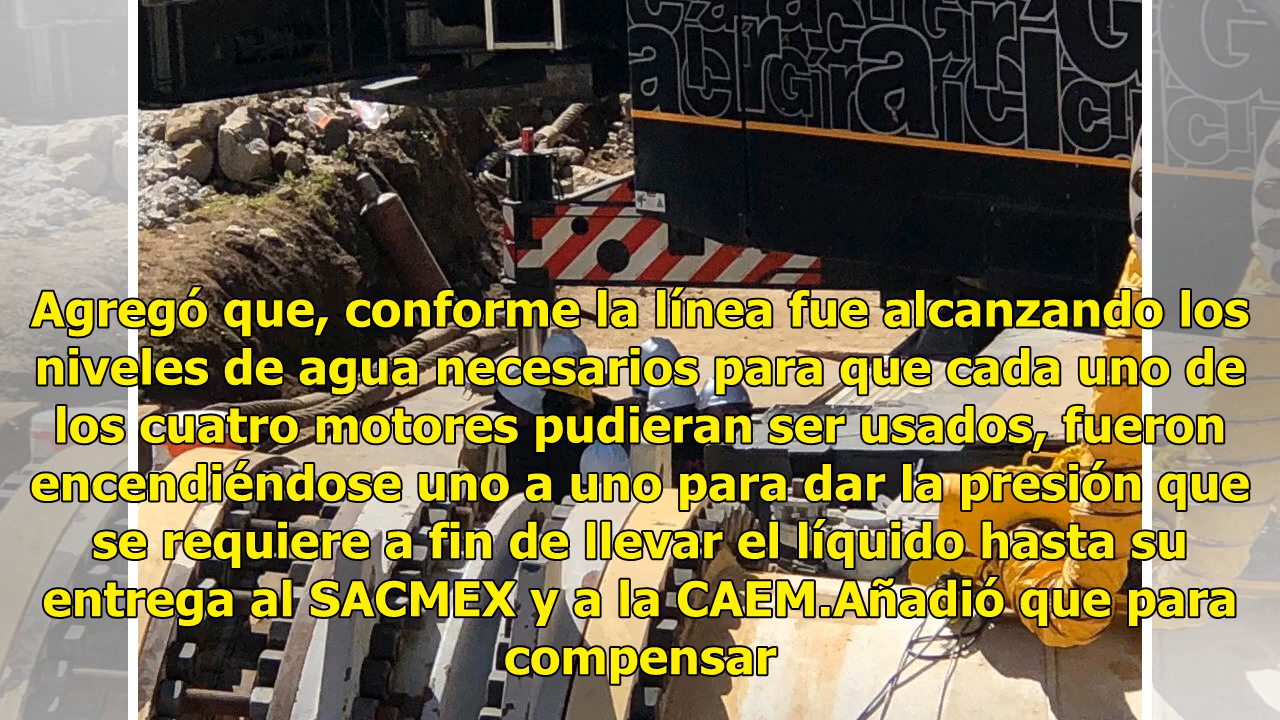 Agregó que, conforme la línea fue alcanzando los
niveles de agua necesarios para que cada uno de
los cuatro motores pudieran ser usados, fueron
encendiéndose uno a uno para dar la presión que
se requiere a fin de llevar el líquido hasta su
entrega al SACMEX y a la CAEM.Añadió que para
compensar